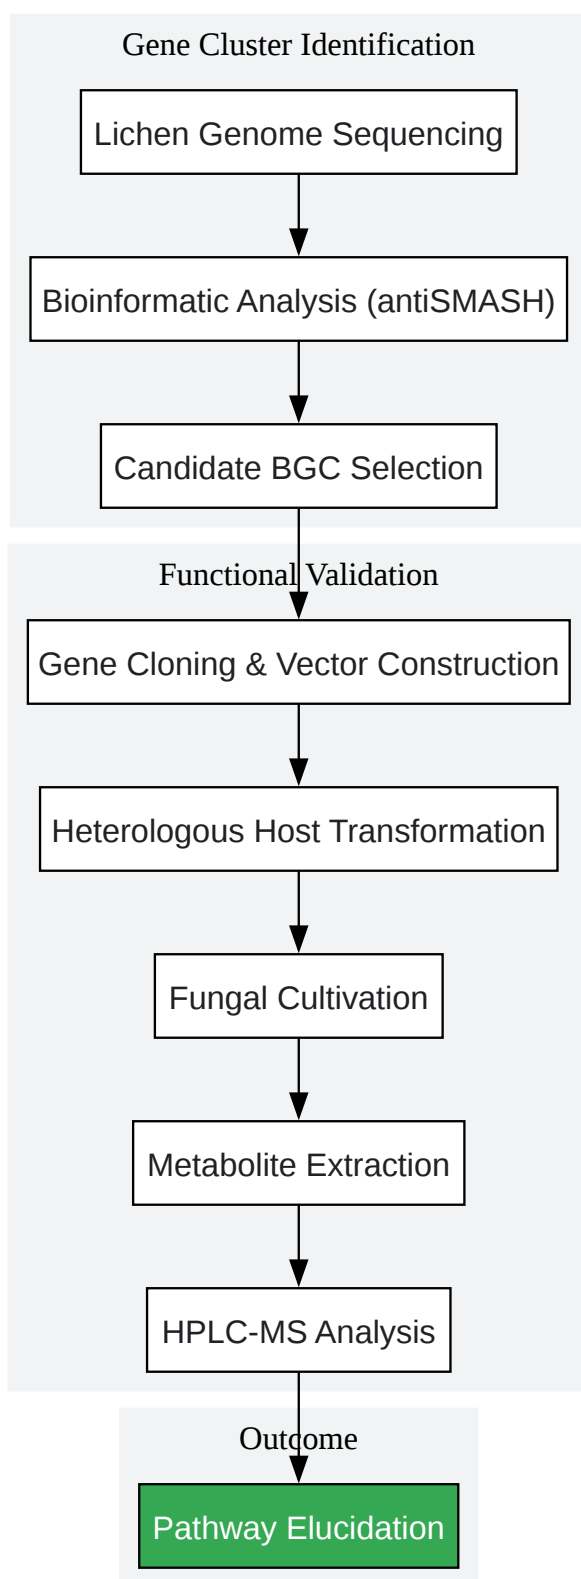 Gene Cluster Identification
Lichen Genome Sequencing
Bioinformatic Analysis (antiSMASH)
Candidate BGC Selection
Functional Validation
Gene Cloning & Vector Construction
Heterologous Host Transformation
Fungal Cultivation
Metabolite Extraction
HPLC-MS Analysis
Outcome
Pathway Elucidation